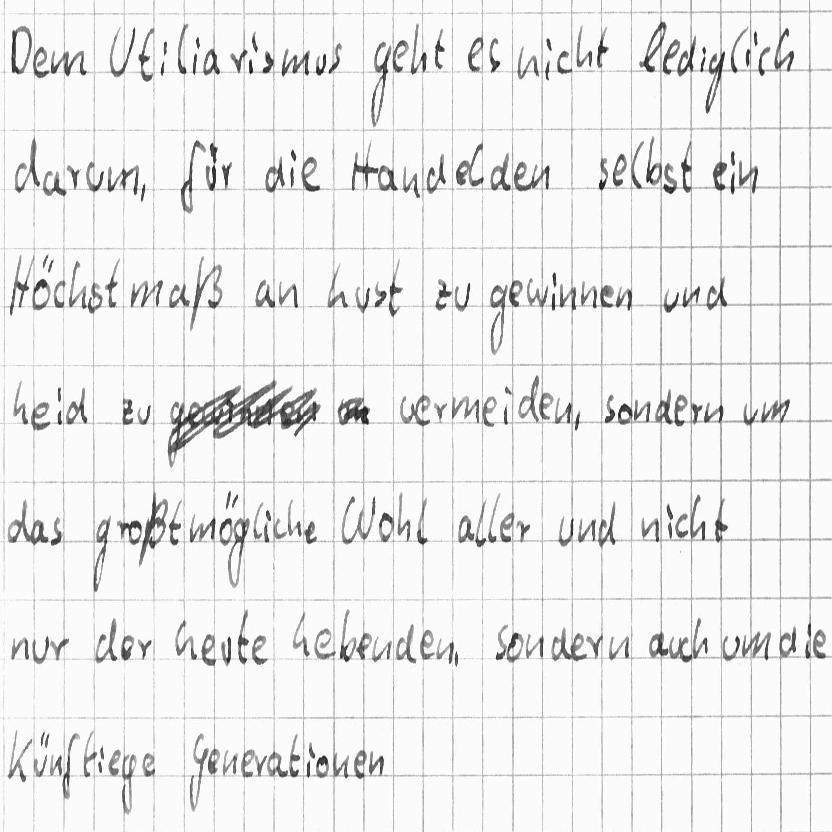 Dem Utiliarismus geht es nicht lediglich
darum, für die Handelden selbst ein
Höchstmaß an Lust zu gewinnen und
Leid zu vermeiden, sondern um
das großtmögliche Wohl aller und nicht
nur der heute Lebenden, sondern auch um die
Künftiege Generationen